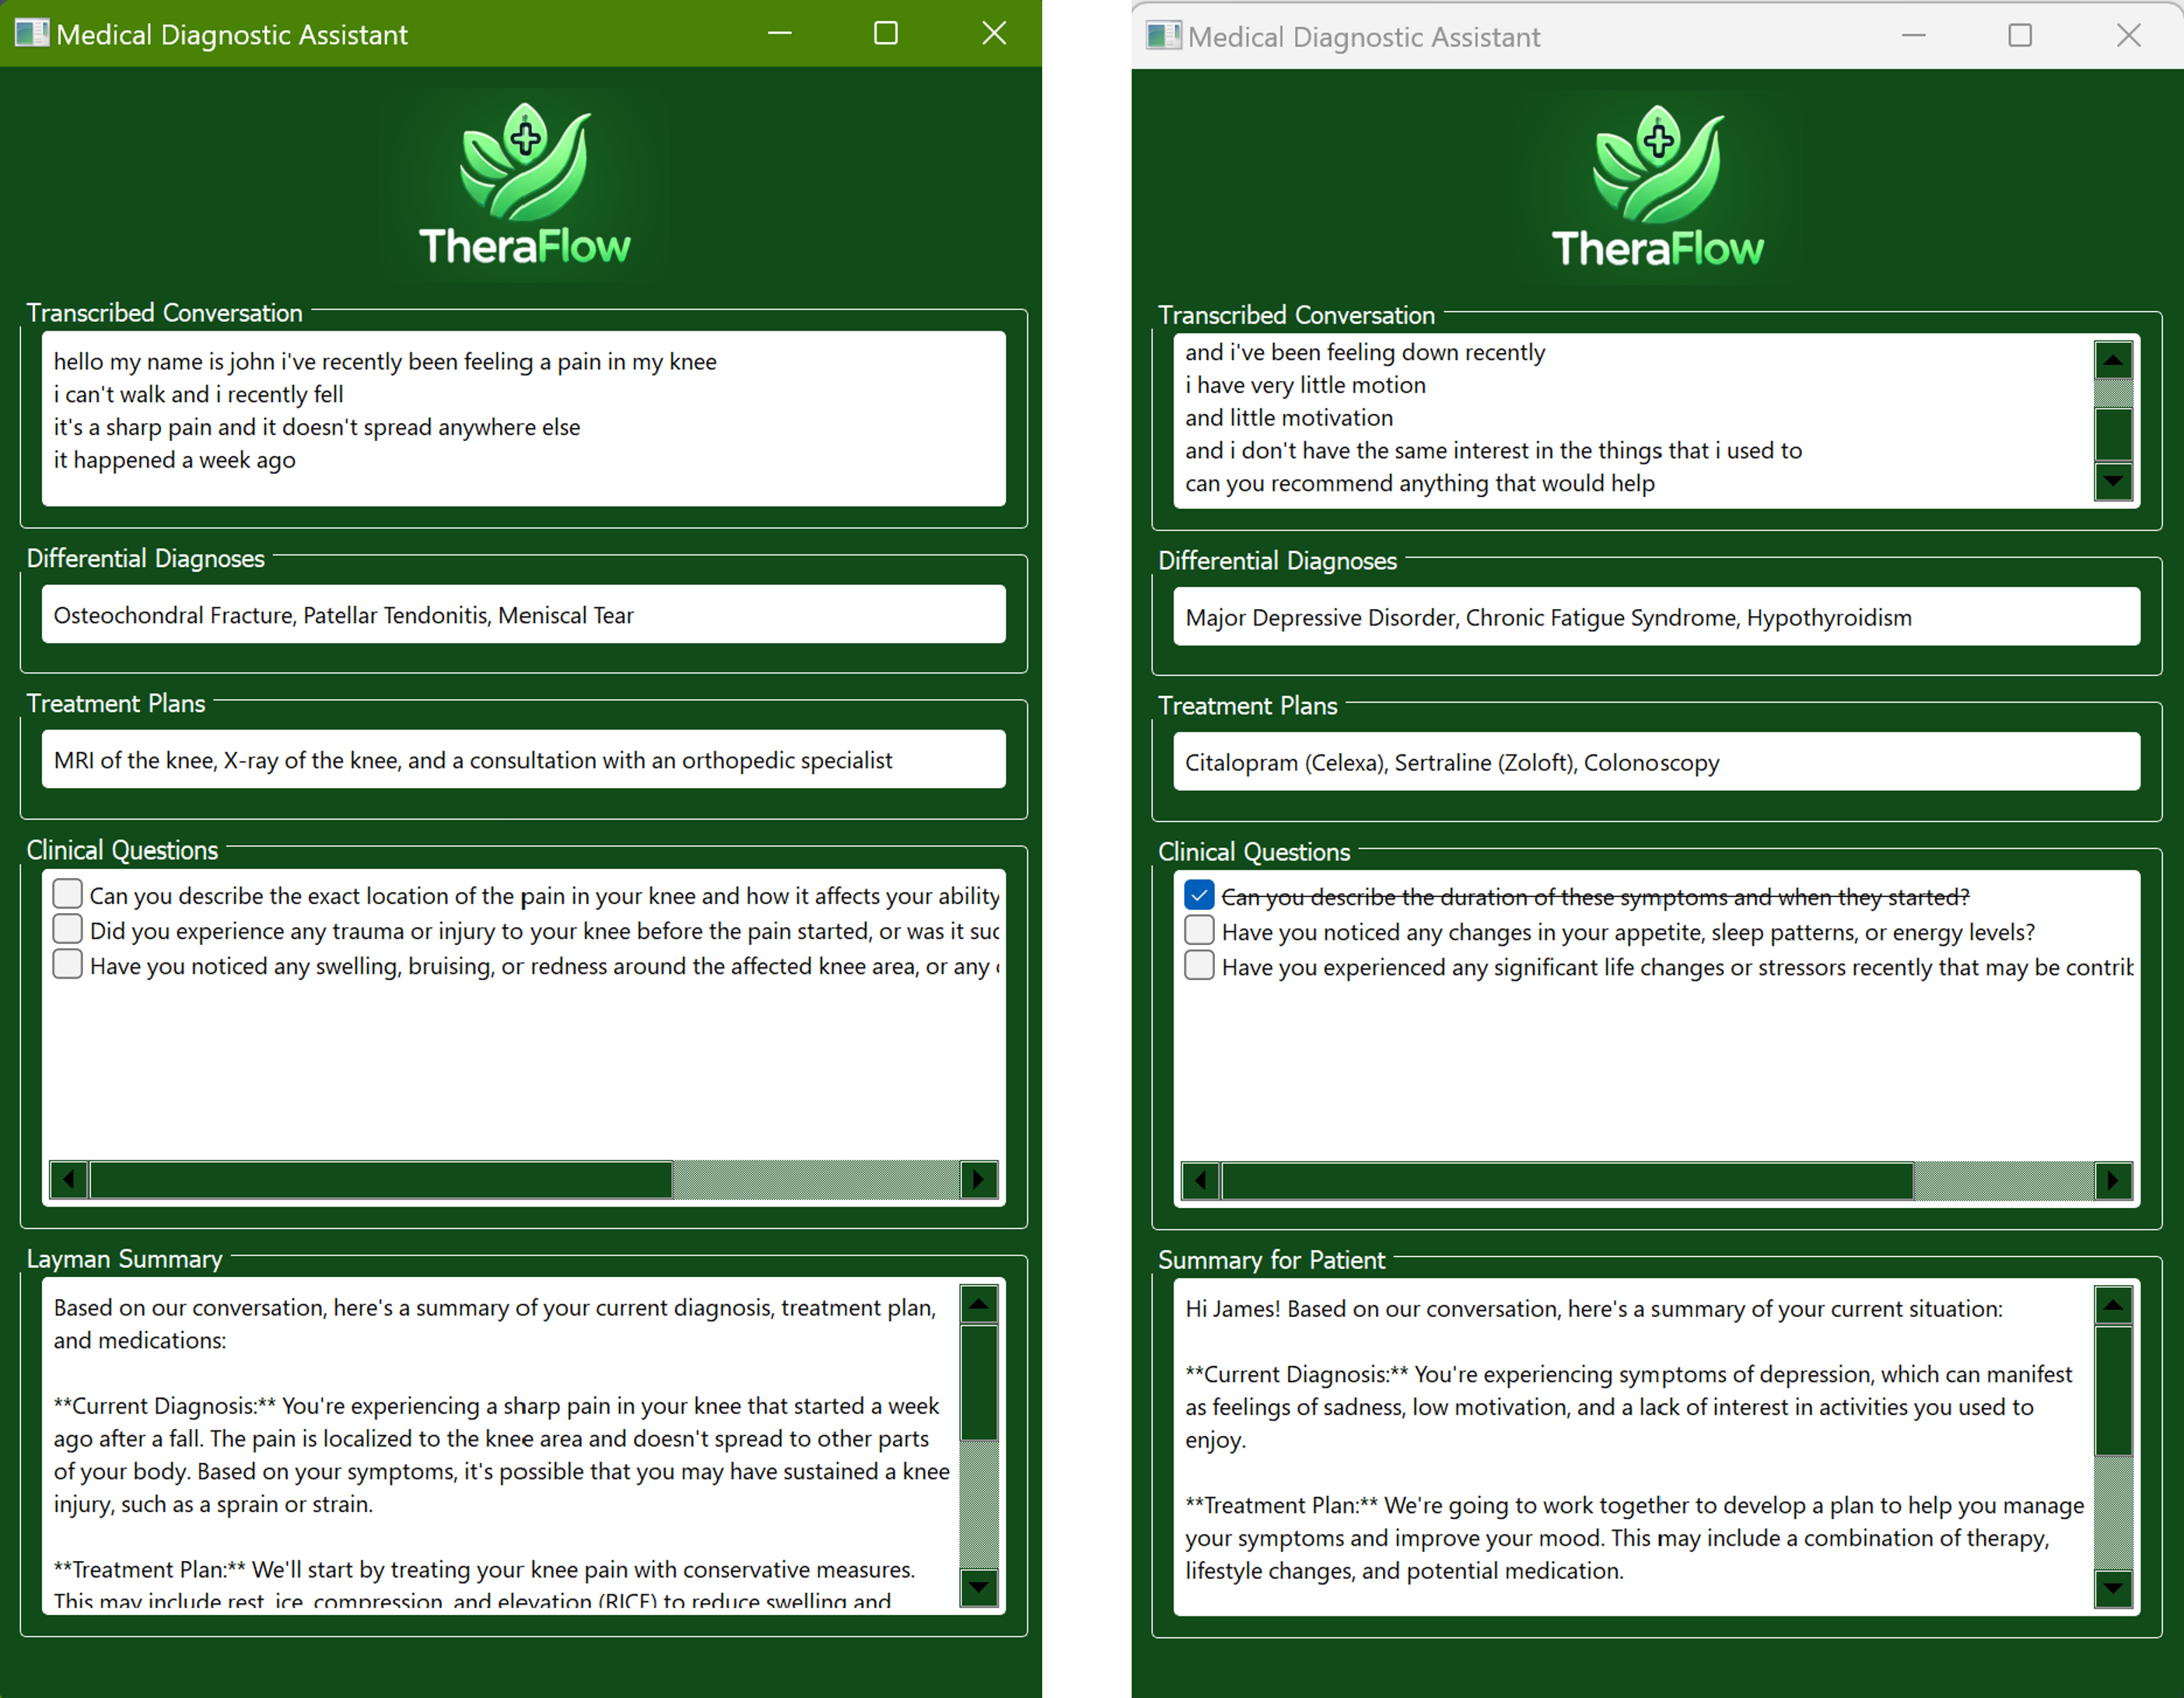 Medical Diagnostic Assistant
TheraFlow
Transcribed Conversation
hello my name is john i've recently been feeling a pain in my knee
i can't walk and i recently fell
it's a sharp pain and it doesn't spread anywhere else
it happened a week ago
Differential Diagnoses
Osteochondral Fracture, Patellar Tendonitis, Meniscal Tear
Treatment Plans
MRI of the knee, X-ray of the knee, and a consultation with an orthopedic specialist
Clinical Questions
Can you describe the exact location of the pain in your knee and how it affects your ability
Did you experience any trauma or injury to your knee before the pain started, or was it suc
Have you noticed any swelling, bruising, or redness around the affected knee area, or any
Layman Summary
Based on our conversation, here's a summary of your current diagnosis, treatment plan,
and medications:
**Current Diagnosis:** You're experiencing a sharp pain in your knee that started a week
ago after a fall. The pain is localized to the knee area and doesn't spread to other parts
of your body. Based on your symptoms, it's possible that you may have sustained a knee
injury, such as a sprain or strain.
**Treatment Plan:** We'll start by treating your knee pain with conservative measures.
This may include rest, ice, compression, and elevation (RICE) to reduce swelling and
Medical Diagnostic Assistant
TheraFlow
Transcribed Conversation
and i've been feeling down recently
i have very little motion
and little motivation
and i don't have the same interest in the things that i used to
can you recommend anything that would help
Differential Diagnoses
Major Depressive Disorder, Chronic Fatigue Syndrome, Hypothyroidism
Treatment Plans
Citalopram (Celexa), Sertraline (Zoloft), Colonoscopy
Clinical Questions
Can you describe the duration of these symptoms and when they started?
Have you noticed any changes in your appetite, sleep patterns, or energy levels?
Have you experienced any significant life changes or stressors recently that may be contrib
Summary for Patient
Hi James! Based on our conversation, here's a summary of your current situation:
**Current Diagnosis:** You're experiencing symptoms of depression, which can manifest
as feelings of sadness, low motivation, and a lack of interest in activities you used to
enjoy.
**Treatment Plan:** We're going to work together to develop a plan to help you manage
your symptoms and improve your mood. This may include a combination of therapy,
lifestyle changes, and potential medication.